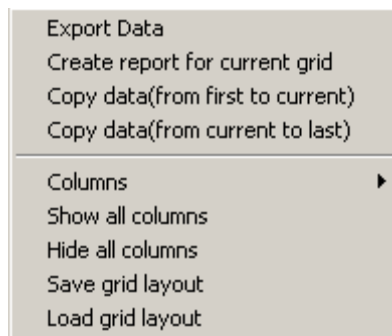 Export Data
Create report for current grid
Copy data(from first to current)
Copy data(from current to last)
Columns
Show all columns
Hide all columns
Save grid layout
Load grid layout